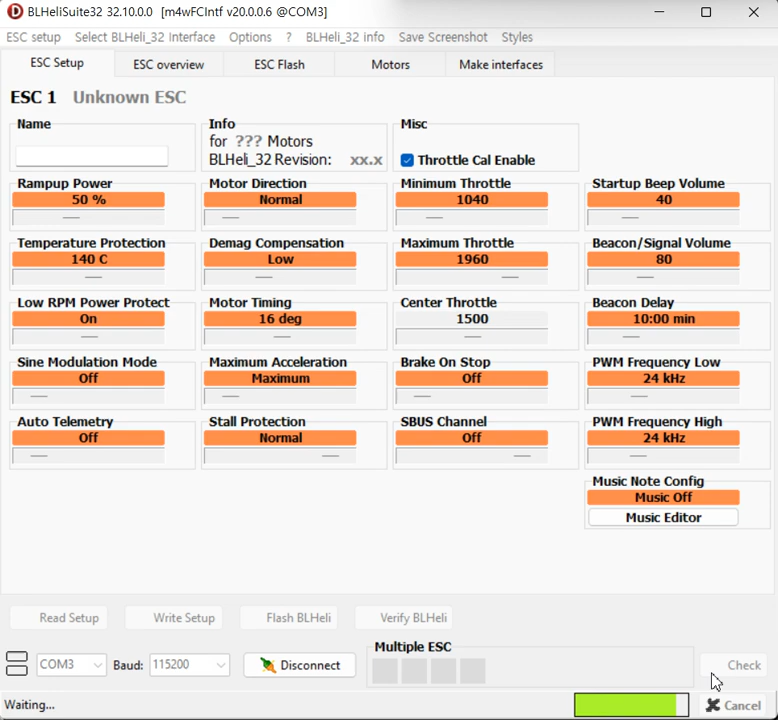 BLHeliSuite32 32.10.0.0 [m4wFCIntf v20.0.0.6 @COM3]
ESC setup Select BLHeli_32 Interface Options ? BLHeli_32 info Save Screenshot Styles
ESC Setup ESC overview ESC Flash Motors Make interfaces
ESC 1 Unknown ESC
Name Info Misc
for ??? Motors
BLHeli_32 Revision: xx.x Throttle Cal Enable
Rampup Power Motor Direction Minimum Throttle Startup Beep Volume
50 % Normal 1040 40
Temperature Protection Demag Compensation Maximum Throttle Beacon/Signal Volume
140 C Low 1960 80
Low RPM Power Protect Motor Timing Center Throttle Beacon Delay
On 16 deg 1500 10:00 min
Sine Modulation Mode Maximum Acceleration Brake On Stop PWM Frequency Low
Off Maximum Off 24 kHz
Auto Telemetry Stall Protection SBUS Channel PWM Frequency High
Off Normal Off 24 kHz
Music Note Config
Music Off
Music Editor
Read Setup Write Setup Flash BLHeli Verify BLHeli
Multiple ESC
COM3 Baud: 115200 Disconnect Check
Waiting... Cancel